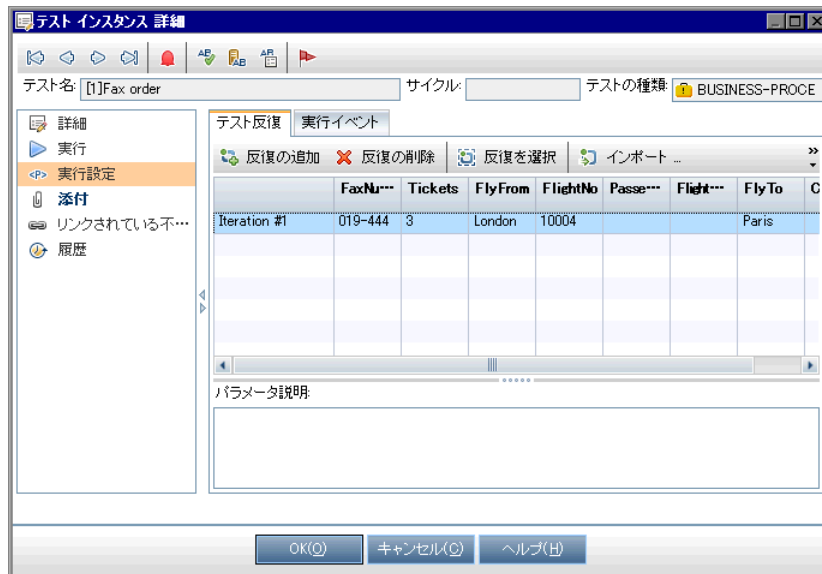 テスト インスタンス 詳細
テスト名: [1]Fax order サイクル: テストの種類: BUSINESS-PROCE
詳細
実行
<P> 実行設定
添付
リンクされている不…
履歴
テスト反復 実行イベント
反復の追加 反復の削除 反復を選択 インポート ...
FaxNu… Tickets FlyFrom FlightNo Passe… Flight… FlyTo C
Iteration #1 019-444 3 London 10004 Paris
パラメータ説明:
OK(O) キャンセル(C) ヘルプ(H)